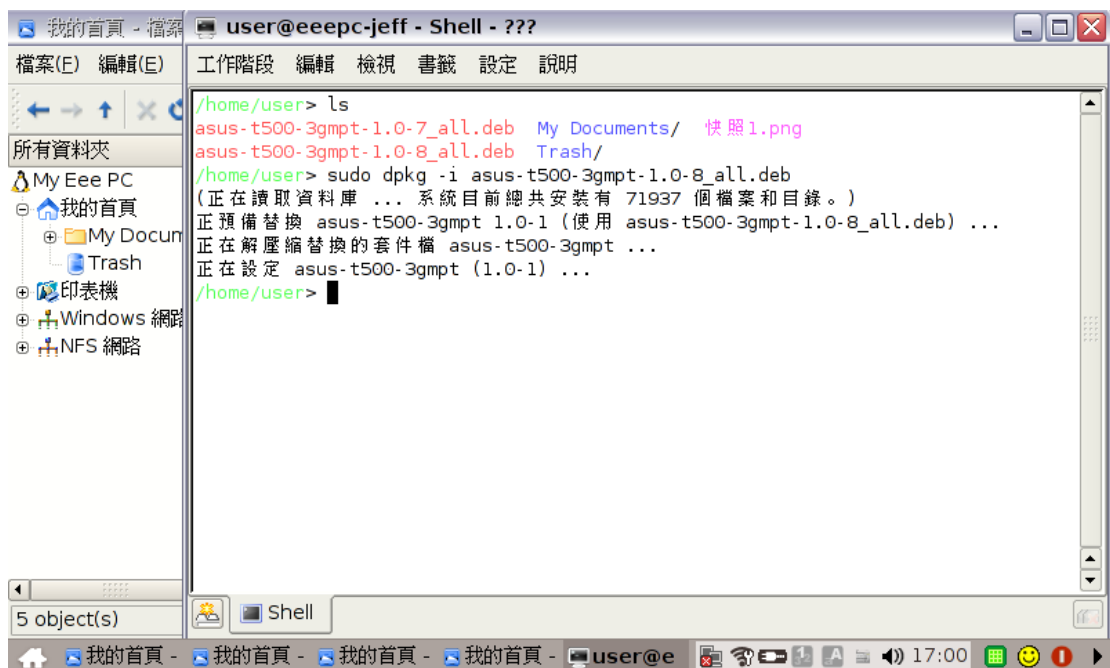 我的首頁 - 檔案
user@eeepc-jeff - Shell - ???
檔案(F) 編輯(E)
工作階段 編輯 檢視 書籤 設定 說明
所有資料夾
My Eee PC
我的首頁
My Docum
Trash
印表機
Windows 網路
NFS 網路
5 object(s)
/home/user> ls
asus-t500-3gmpt-1.0-7_all.deb My Documents/ 快照1.png
asus-t500-3gmpt-1.0-8_all.deb Trash/
/home/user> sudo dpkg -i asus-t500-3gmpt-1.0-8_all.deb
(正在讀取資料庫 ... 系統目前總共安裝有 71937 個檔案和目錄。)
正預備替換 asus-t500-3gmpt 1.0-1 (使用 asus-t500-3gmpt-1.0-8_all.deb) ...
正在解壓縮替換的套件檔 asus-t500-3gmpt ...
正在設定 asus-t500-3gmpt (1.0-1) ...
/home/user>
Shell
我的首頁 - 我的首頁 - 我的首頁 - 我的首頁 - user@e 1 A 17:00